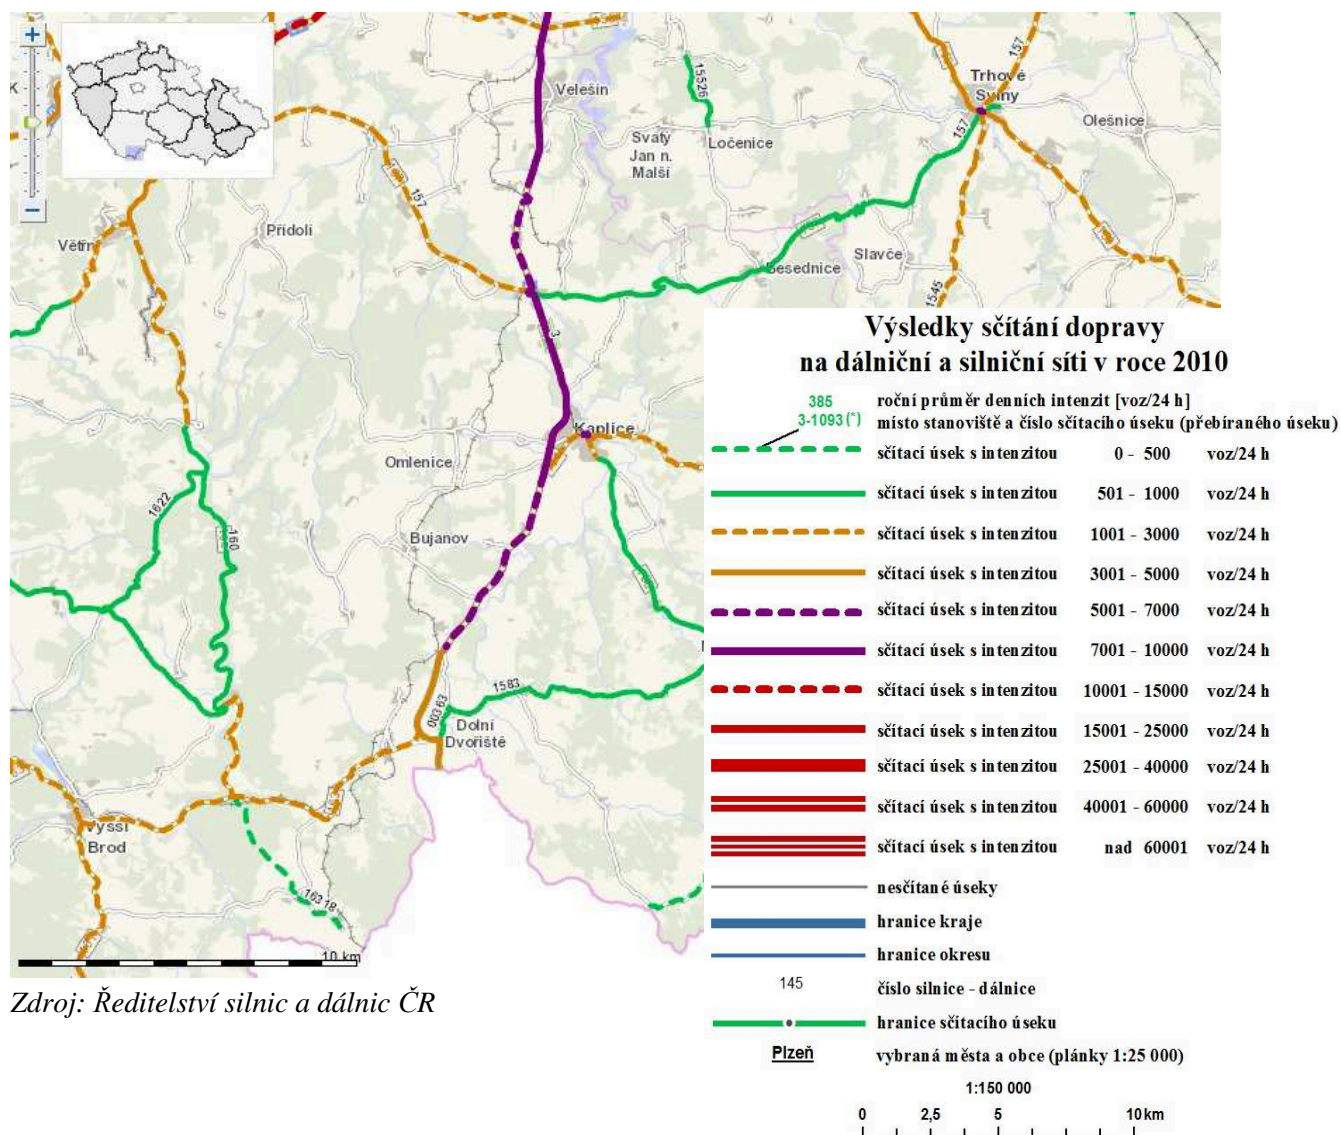 +
−
Velešín
157
Trhové
Sviny
15526
Olešnice
Svatý
Jan n.
Malší
Ločenice
157
157
Větřní
Přídolí
Slavče
Besednice
1545
3
Kaplice
Omlenice
1622
160
Bujanov
1583
00363
Dolní
Dvořiště
Vyšší
Brod
16318
10 km
Výsledky sčítání dopravy
na dálniční a silniční síti v roce 2010
385 roční průměr denních intenzit [voz/24 h]
3-1093 (*) místo stanoviště a číslo sčítacího úseku (přebíraného úseku)
sčítací úsek s intenzitou 0 - 500 voz/24 h
sčítací úsek s intenzitou 501 - 1000 voz/24 h
sčítací úsek s intenzitou 1001 - 3000 voz/24 h
sčítací úsek s intenzitou 3001 - 5000 voz/24 h
sčítací úsek s intenzitou 5001 - 7000 voz/24 h
sčítací úsek s intenzitou 7001 - 10000 voz/24 h
sčítací úsek s intenzitou 10001 - 15000 voz/24 h
sčítací úsek s intenzitou 15001 - 25000 voz/24 h
sčítací úsek s intenzitou 25001 - 40000 voz/24 h
sčítací úsek s intenzitou 40001 - 60000 voz/24 h
sčítací úsek s intenzitou nad 60001 voz/24 h
nesčítané úseky
hranice kraje
hranice okresu
145 číslo silnice - dálnice
hranice sčítacího úseku
Plzeň vybraná města a obce (plánky 1:25 000)
1:150 000
0 2,5 5 10 km
Zdroj: Ředitelství silnic a dálnic ČR